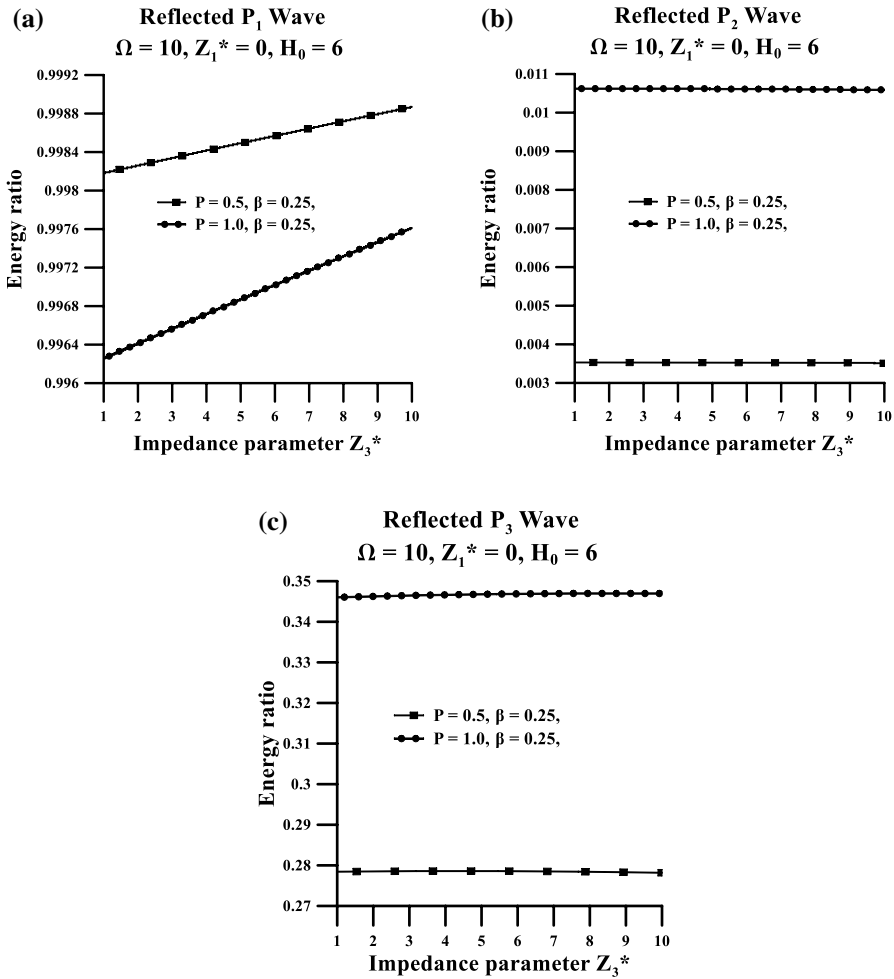 (a)
Reflected P₁ Wave
Ω = 10, Z₁* = 0, H₀ = 6
0.9992
0.9988
0.9984
0.998
0.9976
0.9972
0.9968
0.9964
0.996
Energy ratio
P = 0.5, β = 0.25,
P = 1.0, β = 0.25,
1 2 3 4 5 6 7 8 9 10
Impedance parameter Z₃*
(b)
Reflected P₂ Wave
Ω = 10, Z₁* = 0, H₀ = 6
0.011
0.01
0.009
0.008
0.007
0.006
0.005
0.004
0.003
Energy ratio
P = 0.5, β = 0.25,
P = 1.0, β = 0.25,
1 2 3 4 5 6 7 8 9 10
Impedance parameter Z₃*
(c)
Reflected P₃ Wave
Ω = 10, Z₁* = 0, H₀ = 6
0.35
0.34
0.33
0.32
0.31
0.3
0.29
0.28
0.27
Energy ratio
P = 0.5, β = 0.25,
P = 1.0, β = 0.25,
1 2 3 4 5 6 7 8 9 10
Impedance parameter Z₃*